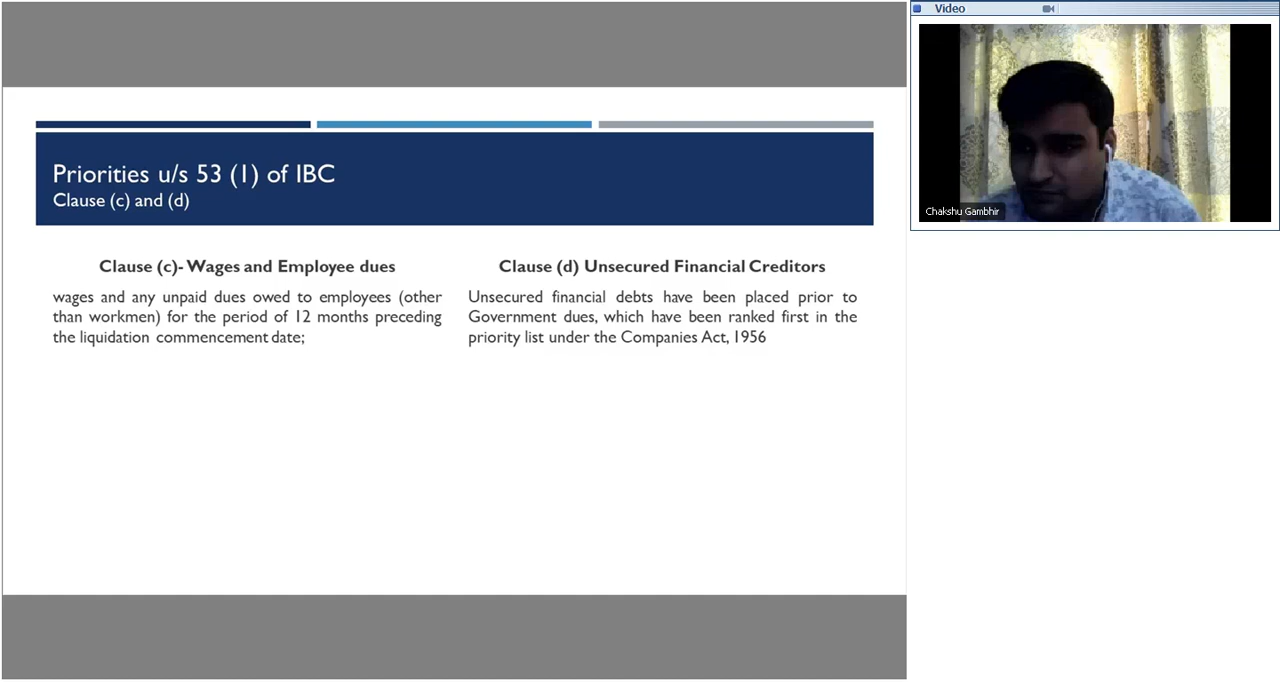 Video
Priorities u/s 53 (1) of IBC
Clause (c) and (d)
Clause (c)- Wages and Employee dues
wages and any unpaid dues owed to employees (other
than workmen) for the period of 12 months preceding
the liquidation commencement date;
Clause (d) Unsecured Financial Creditors
Unsecured financial debts have been placed prior to
Government dues, which have been ranked first in the
priority list under the Companies Act, 1956
Chakshu Gambhir